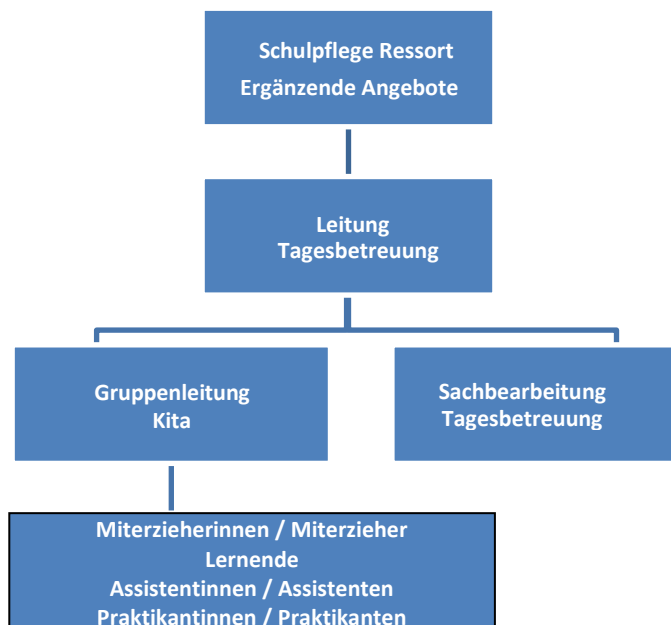 Schulpflege Ressort
Ergänzende Angebote
Leitung
Tagesbetreuung
Gruppenleitung
Kita
Sachbearbeitung
Tagesbetreuung
Miterzieherinnen / Miterzieher
Lernende
Assistentinnen / Assistenten
Praktikantinnen / Praktikanten